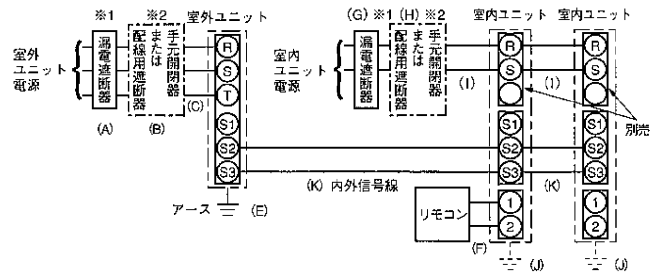 ※1
※2
室外ユニット
室外
ユニット
電源
漏電遮断器
手元開閉器
または
配線用遮断器
(A)
(B)
(C)
R
S
T
S1
S2
S3
アース
(E)
(G)
※1
(H)
※2
室内ユニット
室内ユニット
室内
ユニット
電源
漏電遮断器
手元開閉器
または
配線用遮断器
(I)
(I)
R
S
S1
S2
S3
1
2
R
S
S1
S2
S3
1
2
別売
(K) 内外信号線
(K)
リモコン
(F)
(J)
(J)